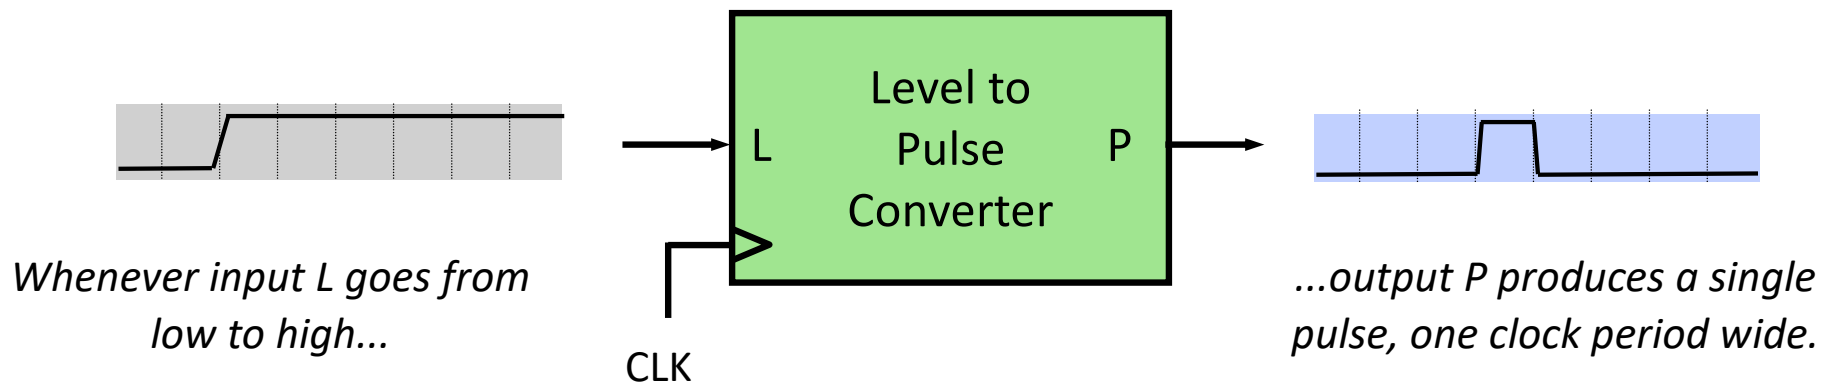 Level to
Pulse
Converter
L
P
CLK
Whenever input L goes from
low to high...
...output P produces a single
pulse, one clock period wide.